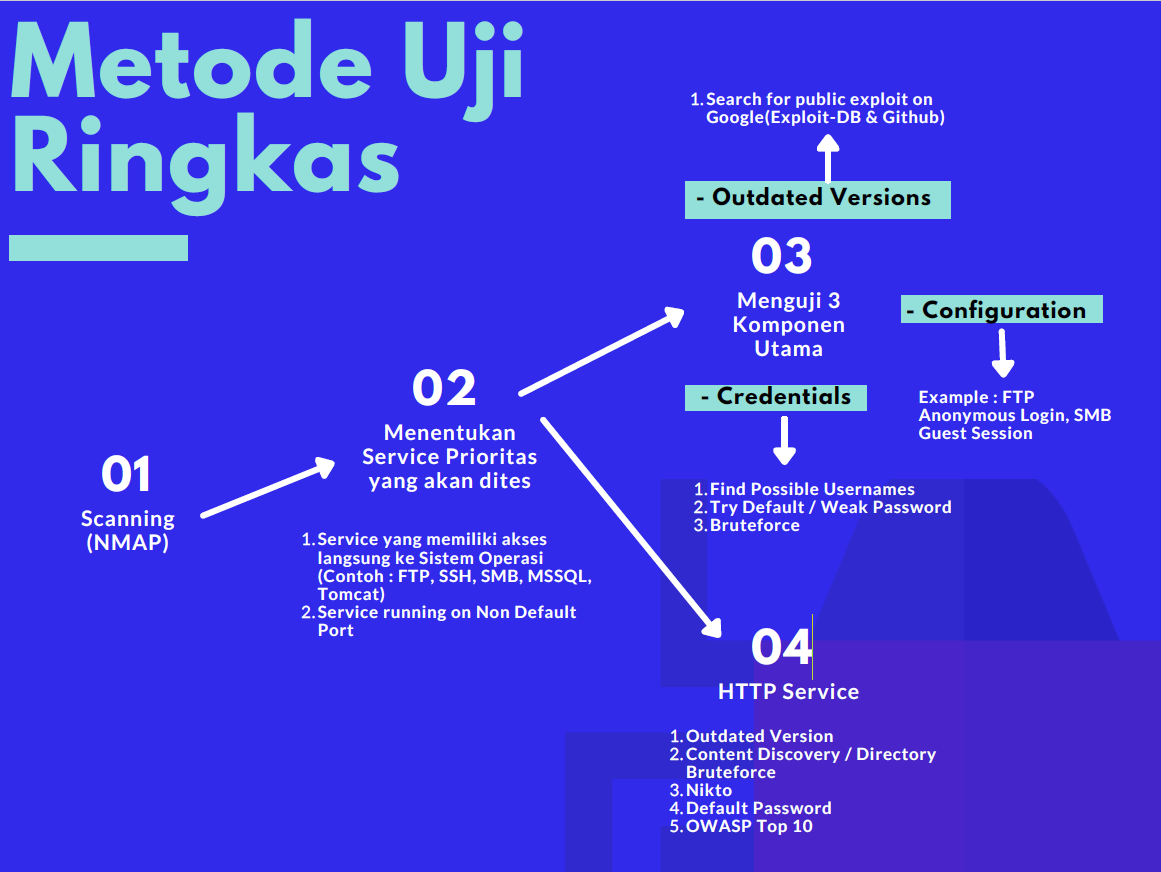 Metode Uji
Ringkas
01
Scanning
(NMAP)
02
Menentukan
Service Prioritas
yang akan dites
1. Service yang memiliki akses
langsung ke Sistem Operasi
(Contoh : FTP, SSH, SMB, MSSQL,
Tomcat)
2. Service running on Non Default
Port
1. Search for public exploit on
Google(Exploit-DB & Github)
- Outdated Versions
03
Menguji 3
Komponen
Utama
- Configuration
Example : FTP
Anonymous Login, SMB
Guest Session
- Credentials
1. Find Possible Usernames
2. Try Default / Weak Password
3. Bruteforce
04
HTTP Service
1. Outdated Version
2. Content Discovery / Directory
Bruteforce
3. Nikto
4. Default Password
5. OWASP Top 10